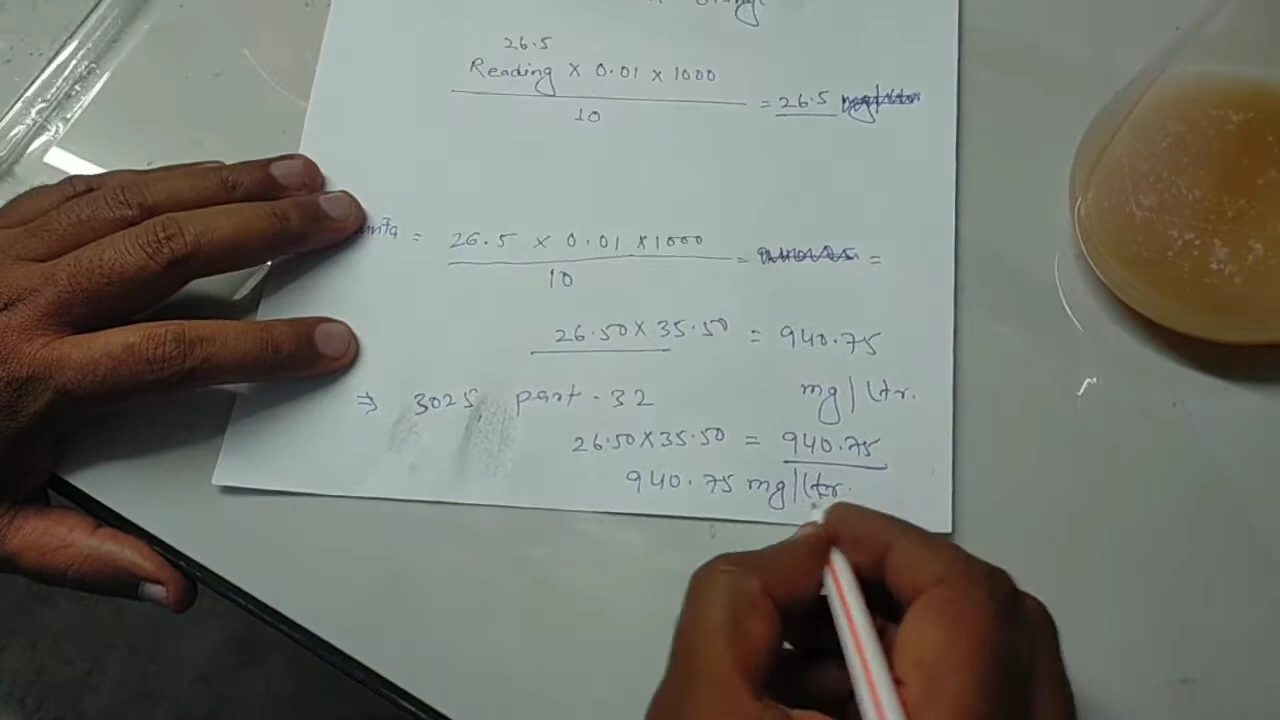 26.5
Reading × 0.01 × 1000
10
= 26.5
= 26.5 × 0.01 × 1000
10
= =
26.50 × 35.50 = 940.75
mg/ltr.
⇒ 3025, part-32
26.50×35.50 = 940.75
940.75 mg/ltr.